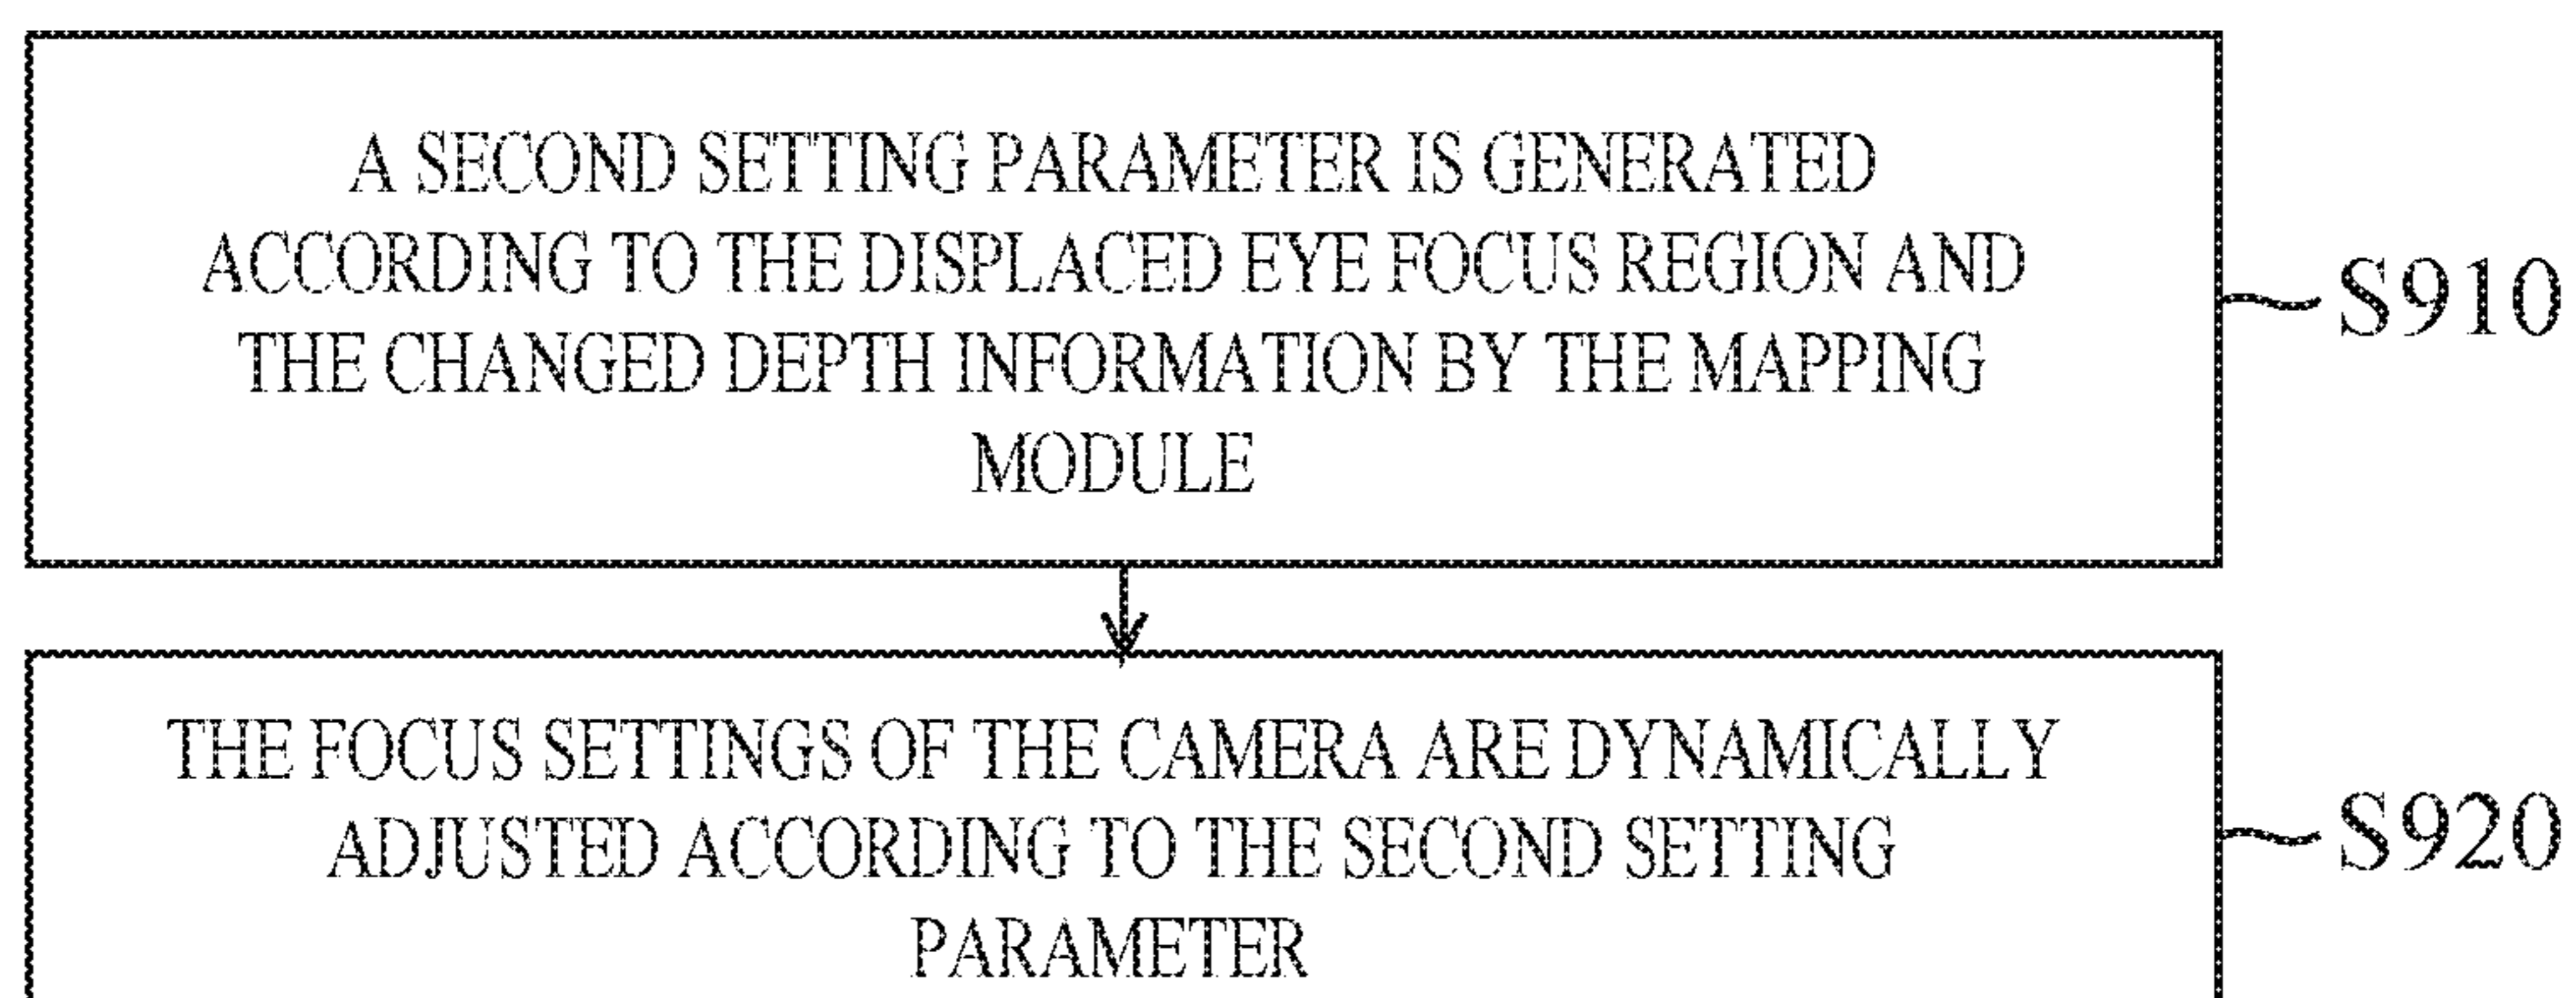 A SECOND SETTING PARAMETER IS GENERATED
ACCORDING TO THE DISPLACED EYE FOCUS REGION AND
THE CHANGED DEPTH INFORMATION BY THE MAPPING
MODULE
S910
THE FOCUS SETTINGS OF THE CAMERA ARE DYNAMICALLY
ADJUSTED ACCORDING TO THE SECOND SETTING
PARAMETER
S920